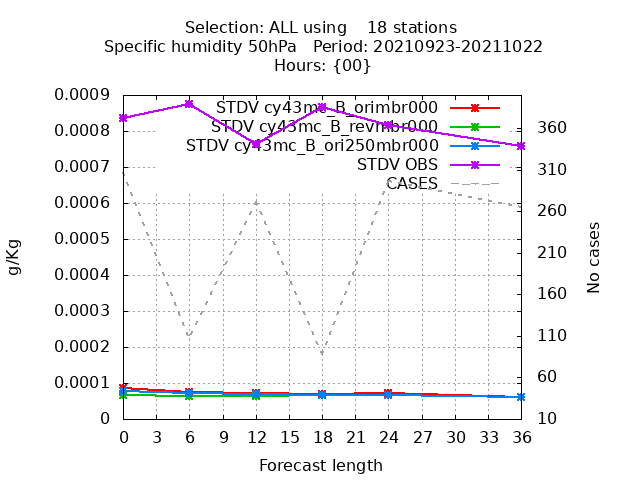 Selection: ALL using    18 stations
Specific humidity 50hPa   Period: 20210923-20211022
Hours: {00}
STDV cy43mc_B_orimbr000
STDV cy43mc_B_revmbr000
STDV cy43mc_B_ori250mbr000
STDV OBS
CASES
0.0009
0.0008
0.0007
0.0006
0.0005
0.0004
0.0003
0.0002
0.0001
0
g/Kg
360
310
260
210
160
110
60
10
No cases
0 3 6 9 12 15 18 21 24 27 30 33 36
Forecast length